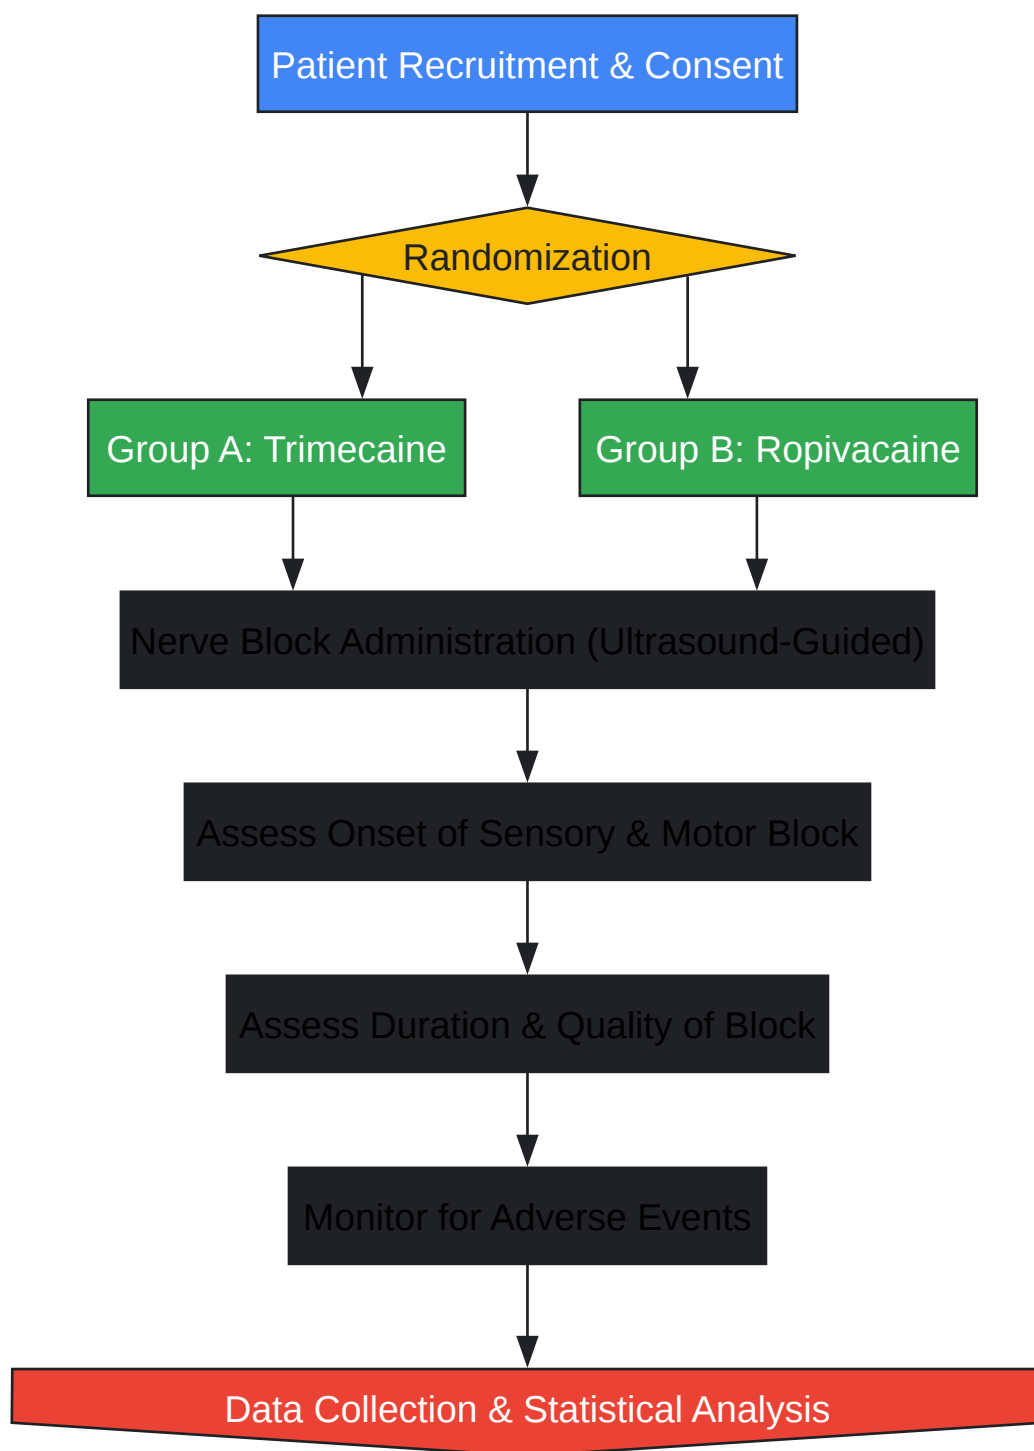 Patient Recruitment & Consent
Randomization
Group A: Trimecaine
Group B: Ropivacaine
Nerve Block Administration (Ultrasound-Guided)
Assess Onset of Sensory & Motor Block
Assess Duration & Quality of Block
Monitor for Adverse Events
Data Collection & Statistical Analysis